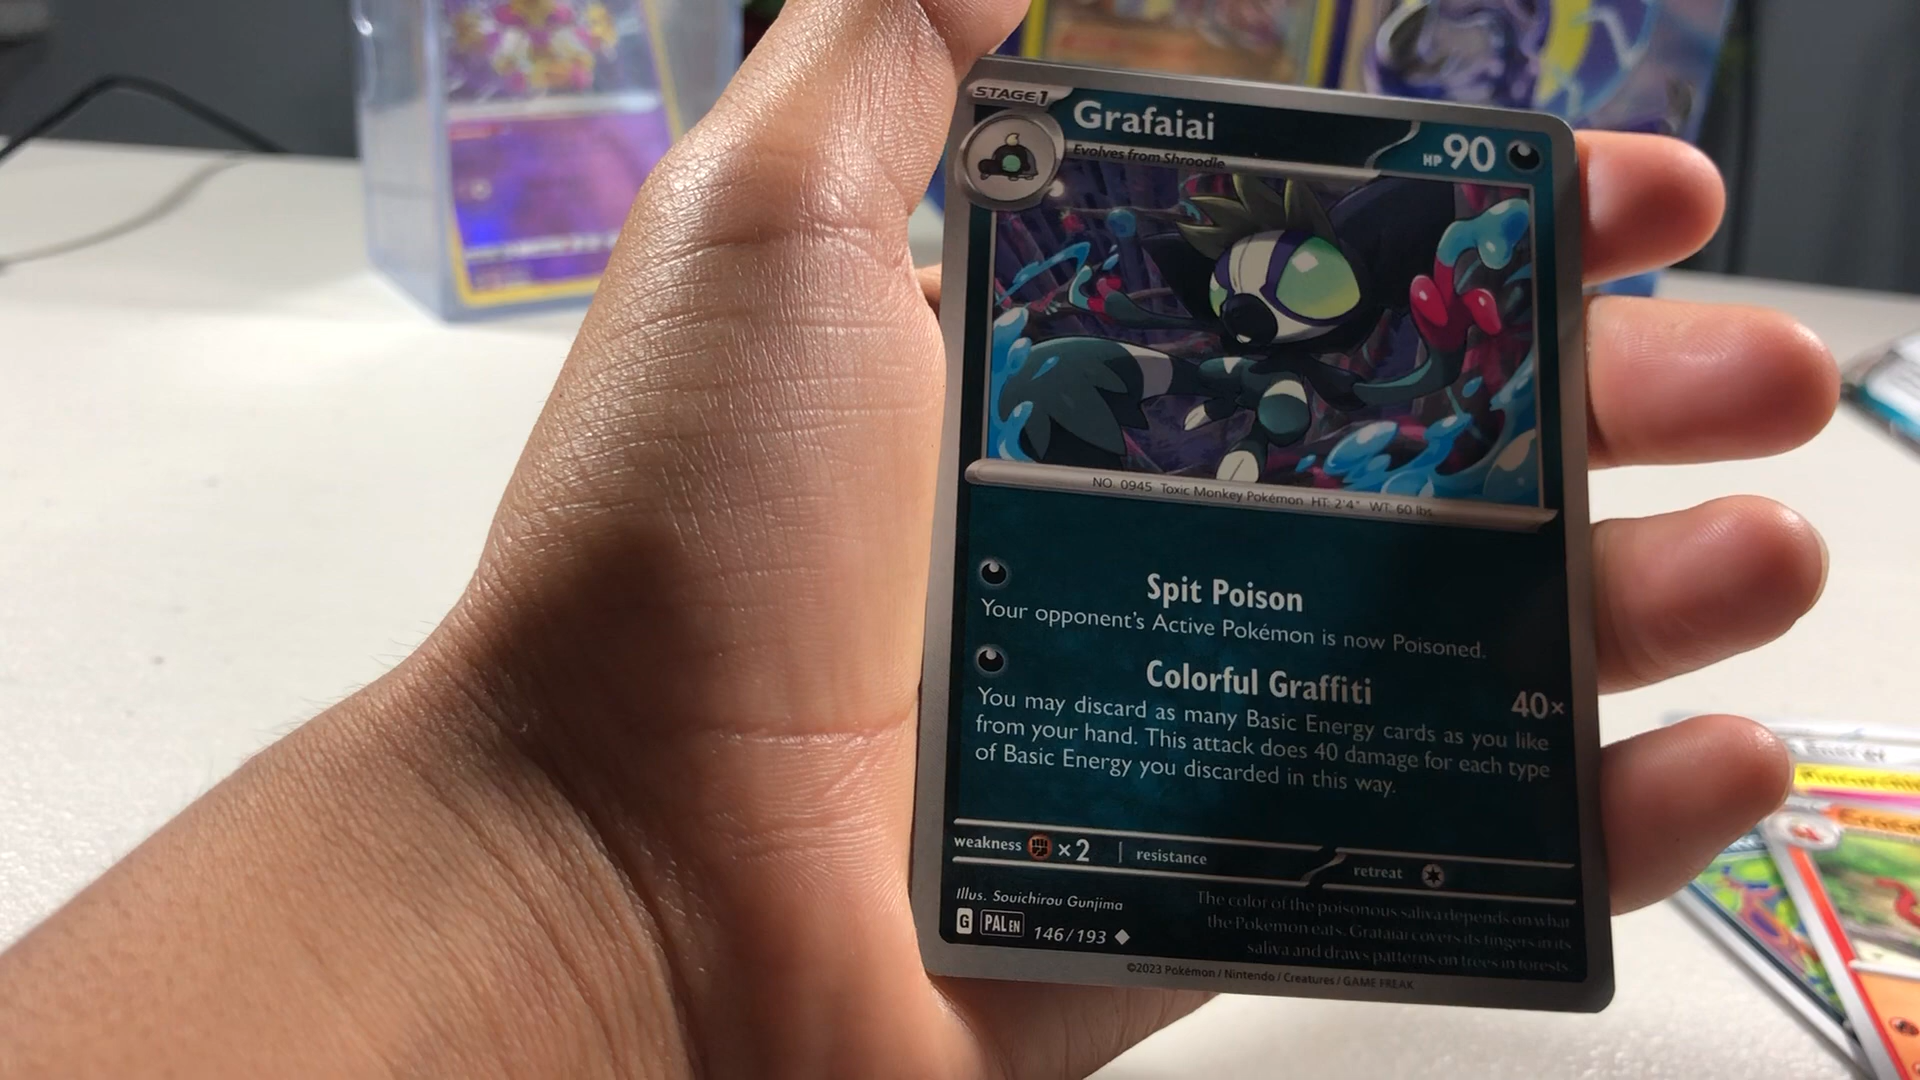 STAGE1
Grafaiai
HP 90
Evolves from Shroodle
NO. 0945 Toxic Monkey Pokémon HT: 2'4" WT: 60 lbs.
Spit Poison
Your opponent's Active Pokémon is now Poisoned.
Colorful Graffiti 40×
You may discard as many Basic Energy cards as you like
from your hand. This attack does 40 damage for each type
of Basic Energy you discarded in this way.
weakness ×2 resistance
retreat
Illus. Souichirou Gunjima
G PAL EN 146/193
The color of the poisonous saliva depends on what
the Pokémon eats. Grafaiai covers its fingers in its
saliva and draws patterns on trees in forests.
©2023 Pokémon / Nintendo / Creatures / GAME FREAK